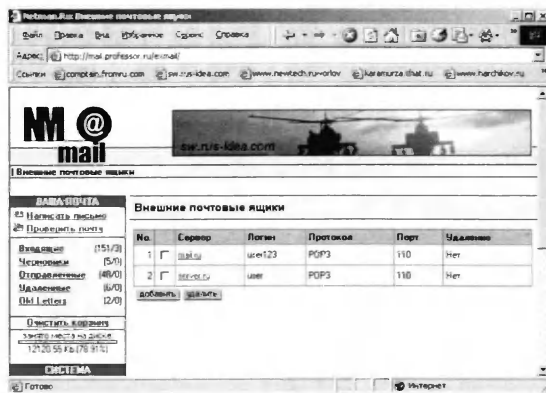 Netman.Ru: Внешние почтовые ящики
Файл Правка Вид Избранное Сервис Справка
Адрес: http://mail.professor.ru/exmail/
Ссылки comptain.fromru.com sw.rus-idea.com www.newtech.ru~orlov karamurza.chat.ru www.harchikov.ru
NM @
mail
sw.rus-idea.com
Внешние почтовые ящики
ВАША ПОЧТА
Написать письмо
Проверить почту
Входящие (151/3)
Черновики (5/0)
Отправленные (48/0)
Удаленные (6/0)
Old Letters (2/0)
Очистить корзину
занято места на диске
12120.55 Kb (78.91%)
СИСТЕМА
Внешние почтовые ящики
No. Сервер Логин Протокол Порт Удаление
1 mail.ru user123 POP3 110 Нет
2 server.ru user POP3 110 Нет
добавить удалить
Готово Интернет